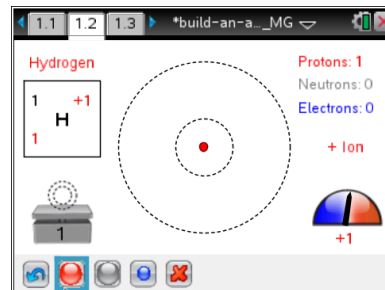 1.1 1.2 1.3 *build-an-a..._MG
Hydrogen
Protons: 1
Neutrons: 0
Electrons: 0
1 +1
H
1
+ Ion
1
+1